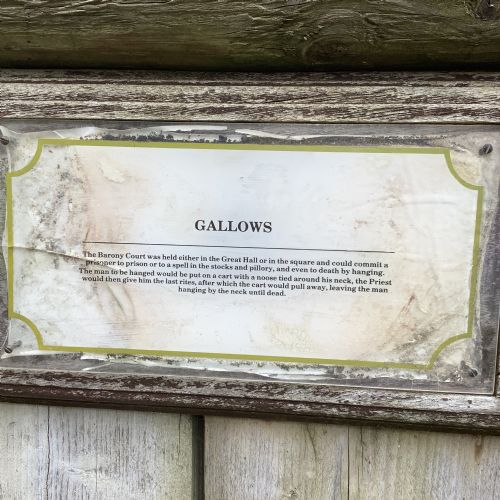 GALLOWS
The Barony Court was held either in the Great Hall or in the square and could commit a
prisoner to prison or to a spell in the stocks and pillory, and even to death by hanging.
The man to be hanged would be put on a cart with a noose tied around his neck, the Priest
would then give him the last rites, after which the cart would pull away, leaving the man
hanging by the neck until dead.